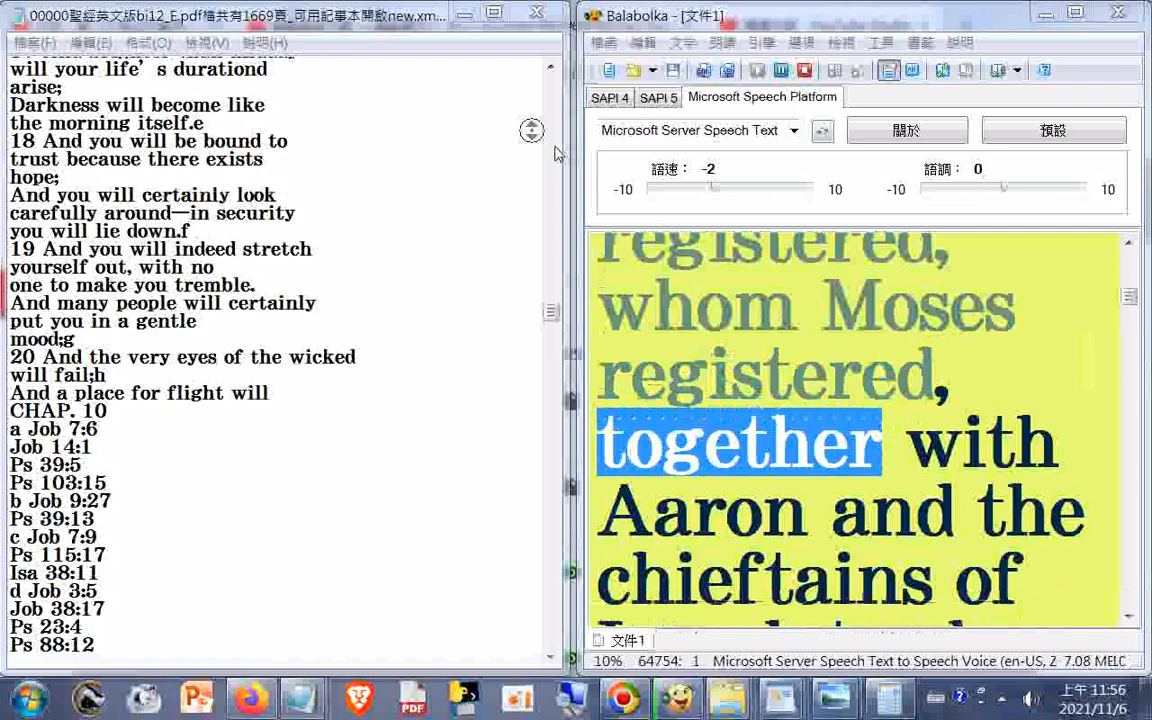 00000聖經英文版bi12_E.pdf檔共有1669頁_可用記事本開啟new.xm...
檔案(F) 編輯(E) 格式(O) 檢視(V) 說明(H)
will your life's durationd
arise;
Darkness will become like
the morning itself.e
18 And you will be bound to
trust because there exists
hope;
And you will certainly look
carefully around—in security
you will lie down.f
19 And you will indeed stretch
yourself out, with no
one to make you tremble.
And many people will certainly
put you in a gentle
mood;g
20 And the very eyes of the wicked
will fail;h
And a place for flight will
CHAP. 10
a Job 7:6
Job 14:1
Ps 39:5
Ps 103:15
b Job 9:27
Ps 39:13
c Job 7:9
Ps 115:17
Isa 38:11
d Job 3:5
Job 38:17
Ps 23:4
Ps 88:12
Balabolka - [文件1]
檔案 編輯 文字 朗讀 引擎 選項 檢視 工具 書籤 說明
SAPI 4 SAPI 5 Microsoft Speech Platform
Microsoft Server Speech Text 關於 預設
語速： -2 語調： 0
-10 10 -10 10
registered,
whom Moses
registered,
together with
Aaron and the
chieftains of
文件1
10% 64754: 1 Microsoft Server Speech Text to Speech Voice (en-US, Z 7.08 MELC
上午 11:56
2021/11/6